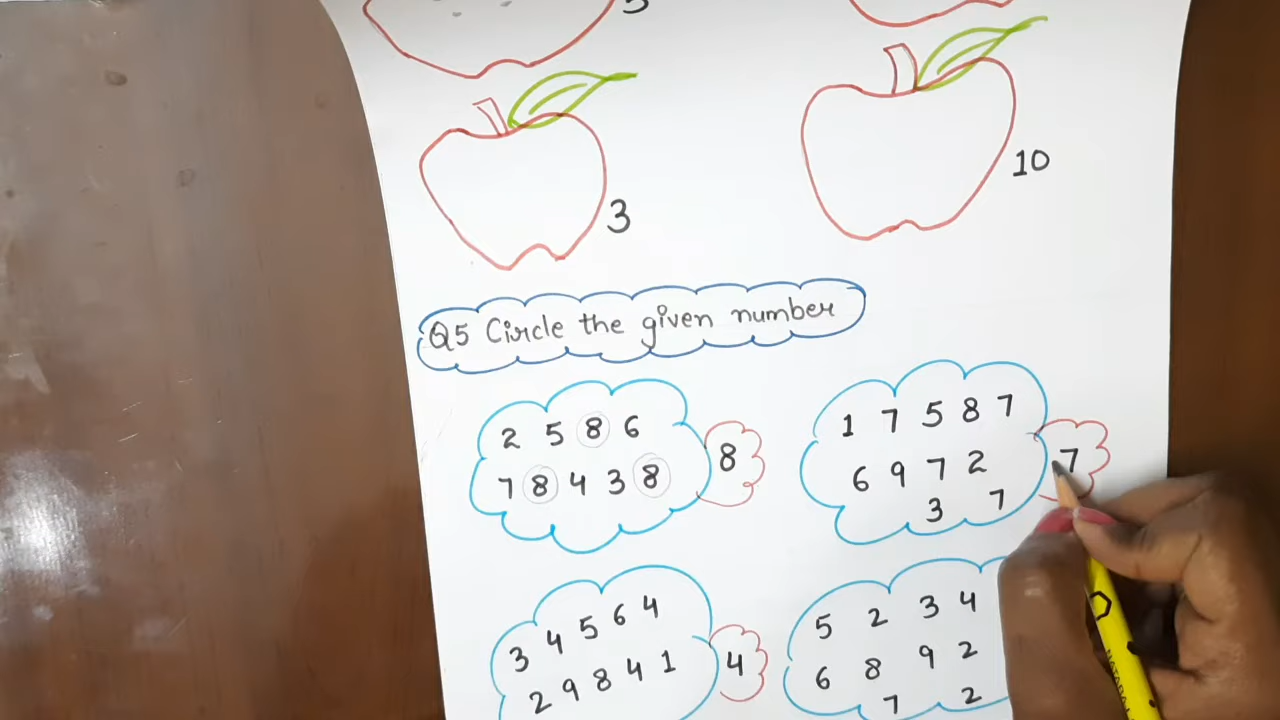 3
10
Q5 Circle the given number
2 5 8 6
7 8 4 3 8
8
1 7 5 8 7
6 9 7 2
3 7
7
3 4 5 6 4
2 9 8 4 1
4
5 2 3 4
6 8 9 2
7 2